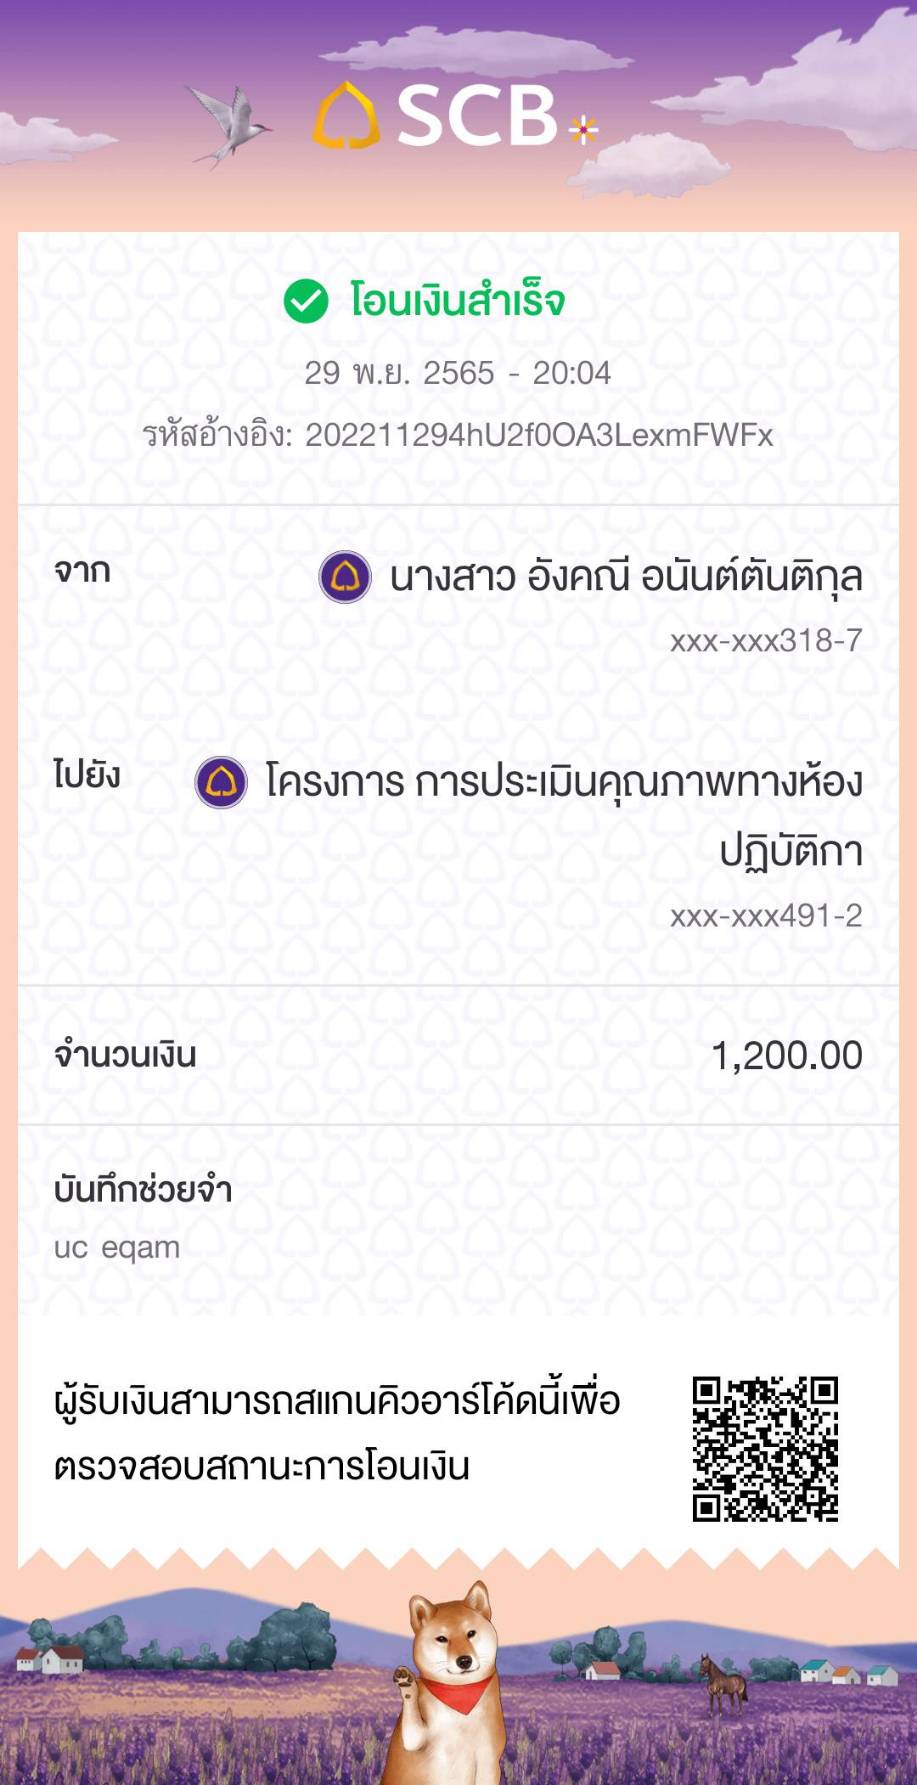 SCB
โอนเงินสำเร็จ
29 พ.ย. 2565 - 20:04
รหัสอ้างอิง: 202211294hU2f0OA3LexmFWFx
จาก
นางสาว อังคณี อนันต์ตันติกุล
xxx-xxx318-7
ไปยัง
โครงการ การประเมินคุณภาพทางห้อง
ปฏิบัติกา
xxx-xxx491-2
จำนวนเงิน
1,200.00
บันทึกช่วยจำ
uc eqam
ผู้รับเงินสามารถสแกนคิวอาร์โค้ดนี้เพื่อ
ตรวจสอบสถานะการโอนเงิน